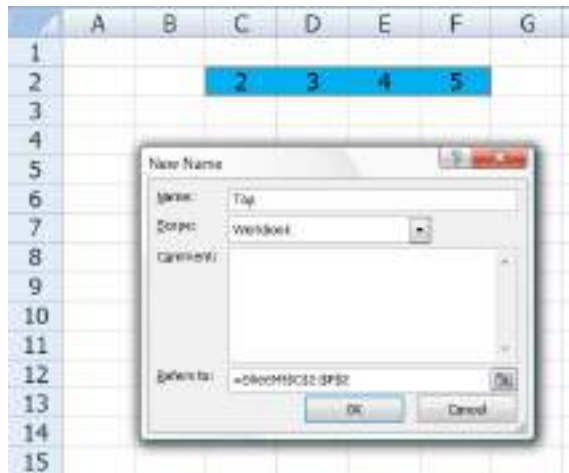 A B C D E F G
1
2 2 3 4 5
3
4
5
New Name
6
Name: Top
7
Scope: Workbook
8
Comment:
9
10
11
12
Refers to:
13
OK Cancel
14
15